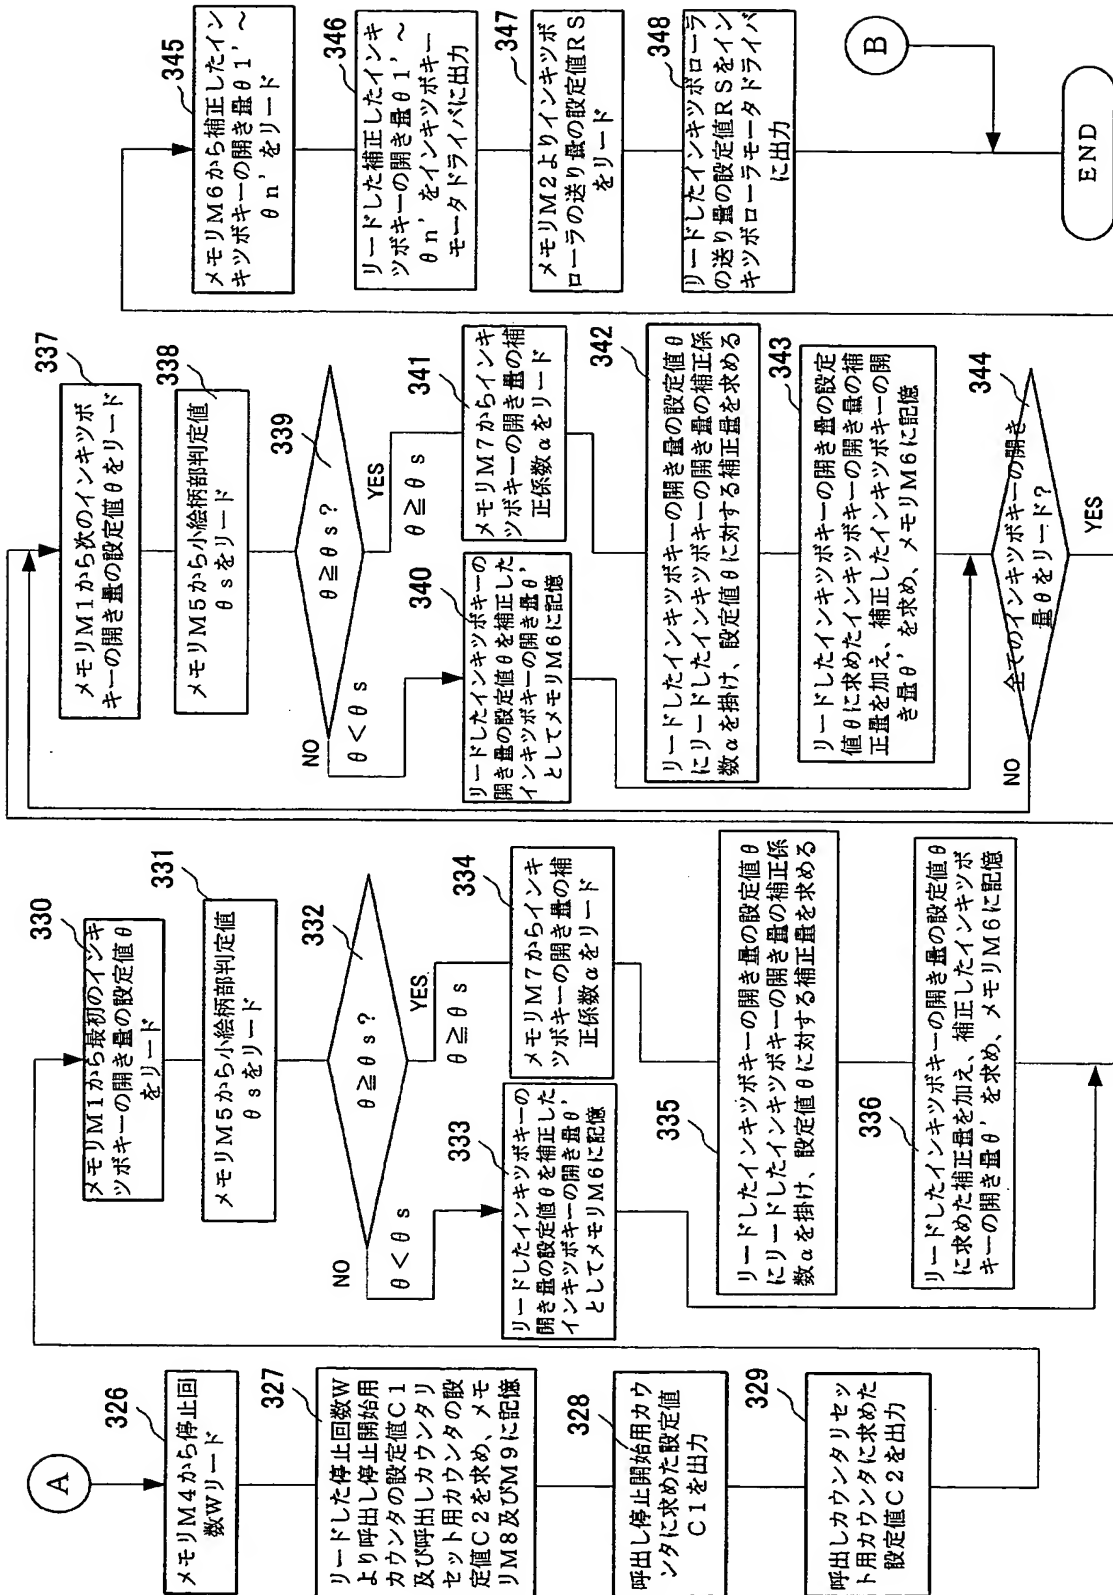 A
326
メモリM4から停止回
数Wリード
327
リードした停止回数W
より呼出し停止開始用
カウンタの設定値C1
及び呼出しカウンタリ
セット用カウンタの設
定値C2を求め、メモ
リM8及びM9に記憶
328
呼出し停止開始用カウ
ンタに求めた設定値
C1を出力
329
呼出しカウンタリセッ
ト用カウンタに求めた
設定値C2を出力
330
メモリM1から最初のインキ
ツボキーの開き量の設定値θ
をリード
331
メモリM5から小絵柄部判定値
θsをリード
332
θ≧θs?
NO
θ<θs
YES
θ≧θs
333
リードしたインキツボキーの
開き量の設定値θを補正した
インキツボキーの開き量θ'
としてメモリM6に記憶
334
メモリM7からインキ
ツボキーの開き量の補
正係数αをリード
335
リードしたインキツボキーの開き量の設定値θ
にリードしたインキツボキーの開き量の補正係
数αを掛け、設定値θに対する補正量を求める
336
リードしたインキツボキーの開き量の設定値θ
に求めた補正量を加え、補正したインキツボ
キーの開き量θ'を求め、メモリM6に記憶
337
メモリM1から次のインキツボ
キーの開き量の設定値θをリード
338
メモリM5から小絵柄部判定値
θsをリード
339
θ≧θs?
NO
θ<θs
YES
θ≧θs
340
リードしたインキツボキーの
開き量の設定値θを補正した
インキツボキーの開き量θ'
としてメモリM6に記憶
341
メモリM7からインキ
ツボキーの開き量の補
正係数αをリード
342
リードしたインキツボキーの開き量の設定値θ
にリードしたインキツボキーの開き量の補正係
数αを掛け、設定値θに対する補正量を求める
343
リードしたインキツボキーの開き量の設定
値θに求めたインキツボキーの開き量の補
正量を加え、補正したインキツボキーの開
き量θ'を求め、メモリM6に記憶
344
全てのインキツボキーの開き
量θをリード?
NO
YES
345
メモリM6から補正したイン
キツボキーの開き量θ1'~
θn'をリード
346
リードした補正したインキ
ツボキーの開き量θ1'~
θn'をインキツボキー
モータドライバに出力
347
メモリM2よりインキツボ
ローラの送り量の設定値RS
をリード
348
リードしたインキツボローラ
の送り量の設定値RSをイン
キツボローラモータドライバ
に出力
B
END